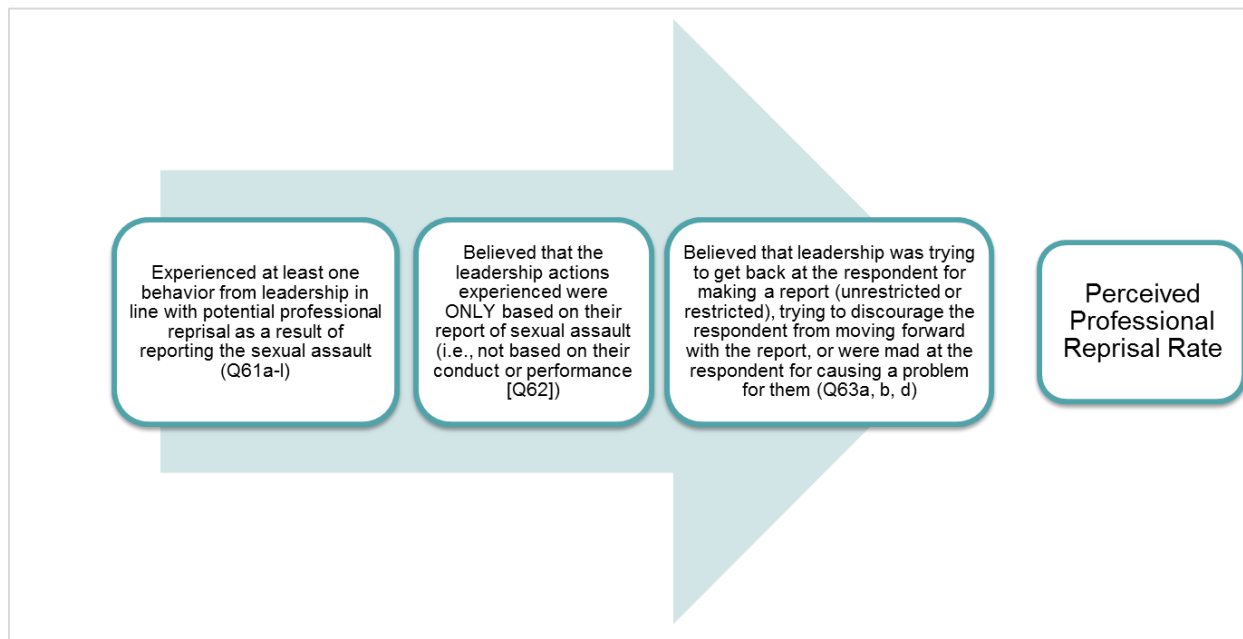 Experienced at least one
behavior from leadership in
line with potential professional
reprisal as a result of
reporting the sexual assault
(Q61a-l)
Believed that the
leadership actions
experienced were
ONLY based on their
report of sexual assault
(i.e., not based on their
conduct or performance
[Q62])
Believed that leadership was trying
to get back at the respondent for
making a report (unrestricted or
restricted), trying to discourage the
respondent from moving forward
with the report, or were mad at the
respondent for causing a problem
for them (Q63a, b, d)
Perceived
Professional
Reprisal Rate